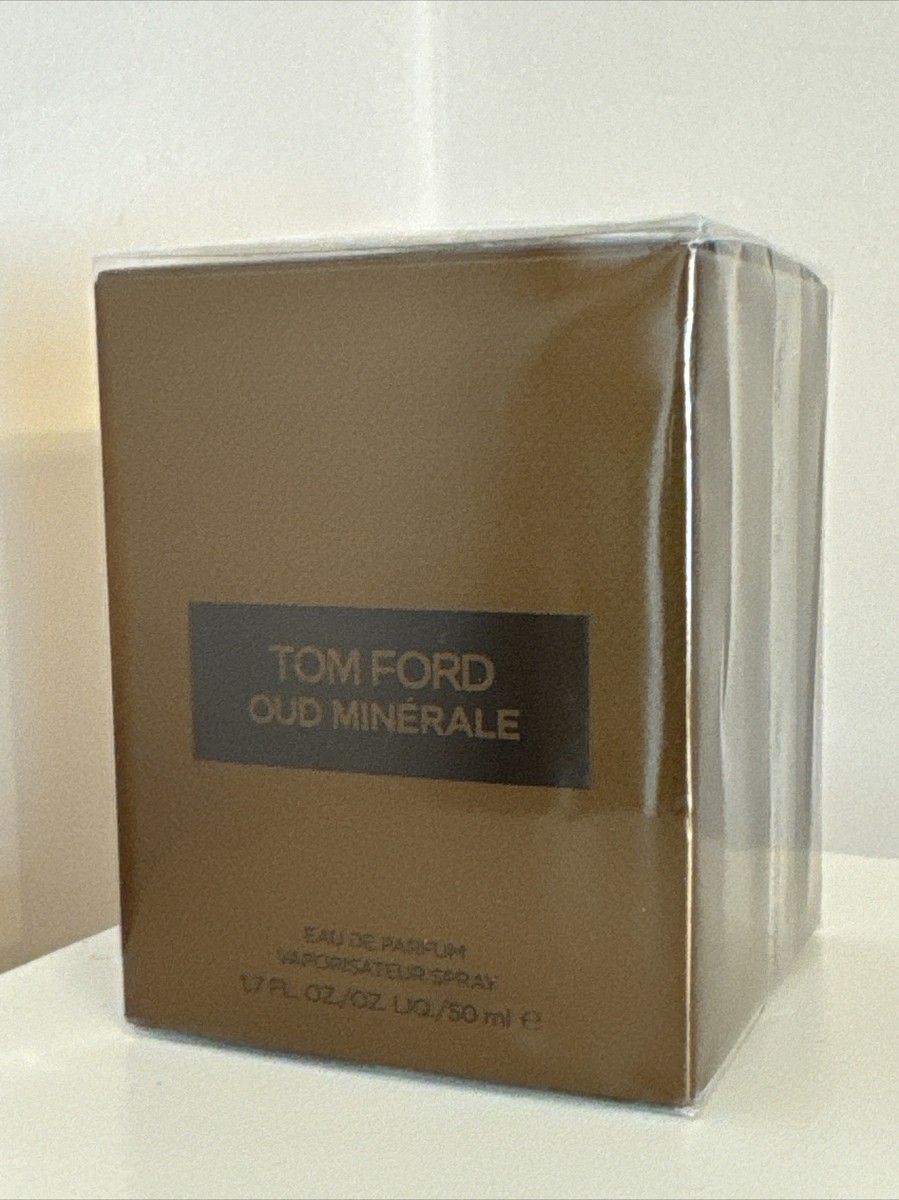 TOM FORD
OUD MINÉRALE
EAU DE PARFUM
VAPORISATEUR SPRAY
1.7 FL. OZ./OZ. LIQ./50 ml ℮